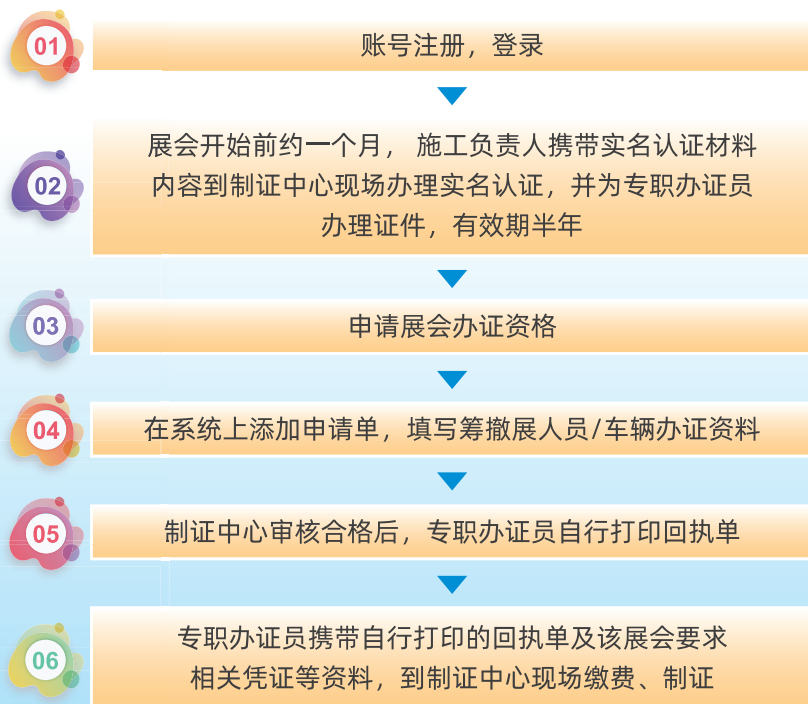 01
账号注册，登录
02
展会开始前约一个月， 施工负责人携带实名认证材料
内容到制证中心现场办理实名认证，并为专职办证员
办理证件，有效期半年
03
申请展会办证资格
04
在系统上添加申请单，填写筹撤展人员/车辆办证资料
05
制证中心审核合格后，专职办证员自行打印回执单
06
专职办证员携带自行打印的回执单及该展会要求
相关凭证等资料，到制证中心现场缴费、制证